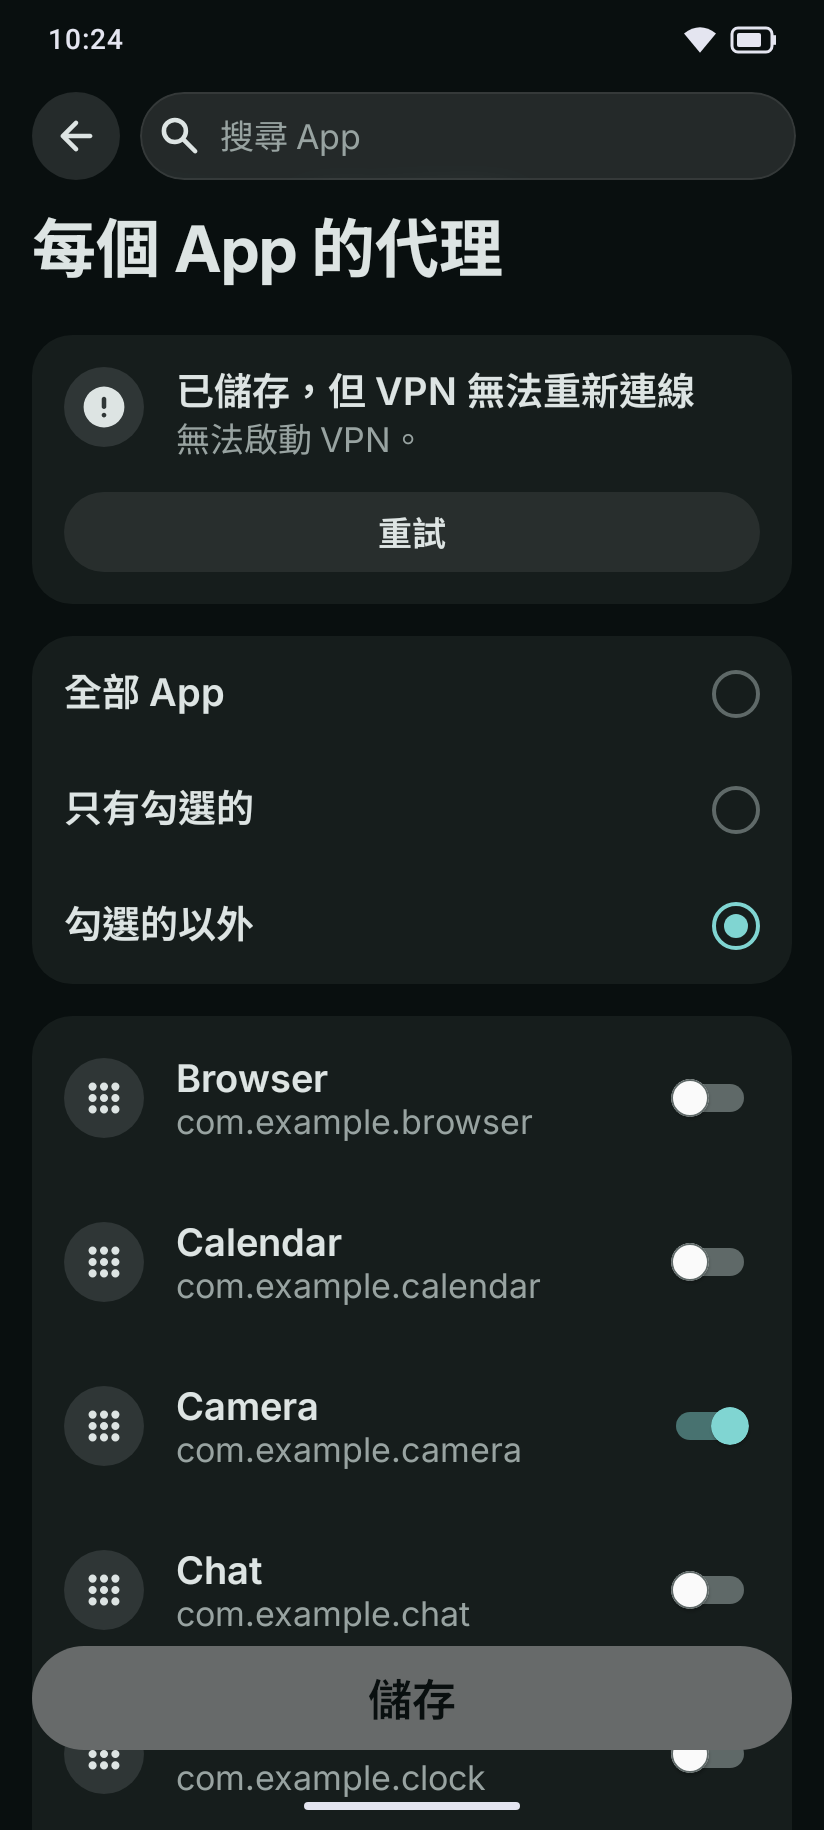 10:24
搜尋 App
每個 App 的代理
已儲存，但 VPN 無法重新連線
無法啟動 VPN。
重試
全部 App
只有勾選的
勾選的以外
Browser
com.example.browser
Calendar
com.example.calendar
Camera
com.example.camera
Chat
com.example.chat
儲存
com.example.clock